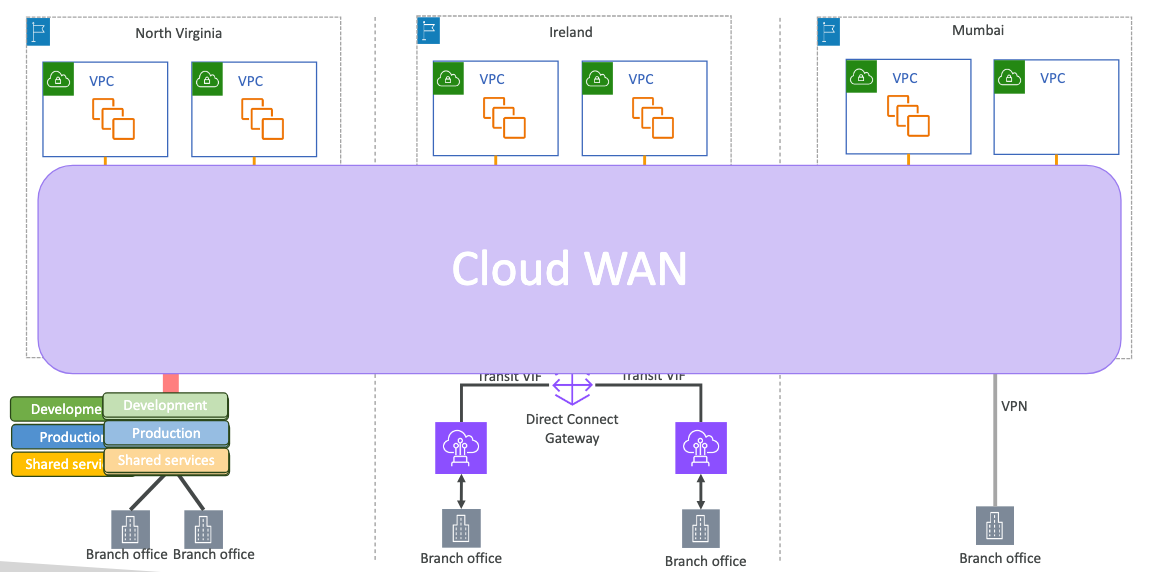 North Virginia
Ireland
Mumbai
VPC
VPC
VPC
VPC
VPC
VPC
Cloud WAN
Transit VIF
Transit VIF
Direct Connect
Gateway
VPN
Developme
Development
Production
Production
Shared servi
Shared services
Branch office
Branch office
Branch office
Branch office
Branch office